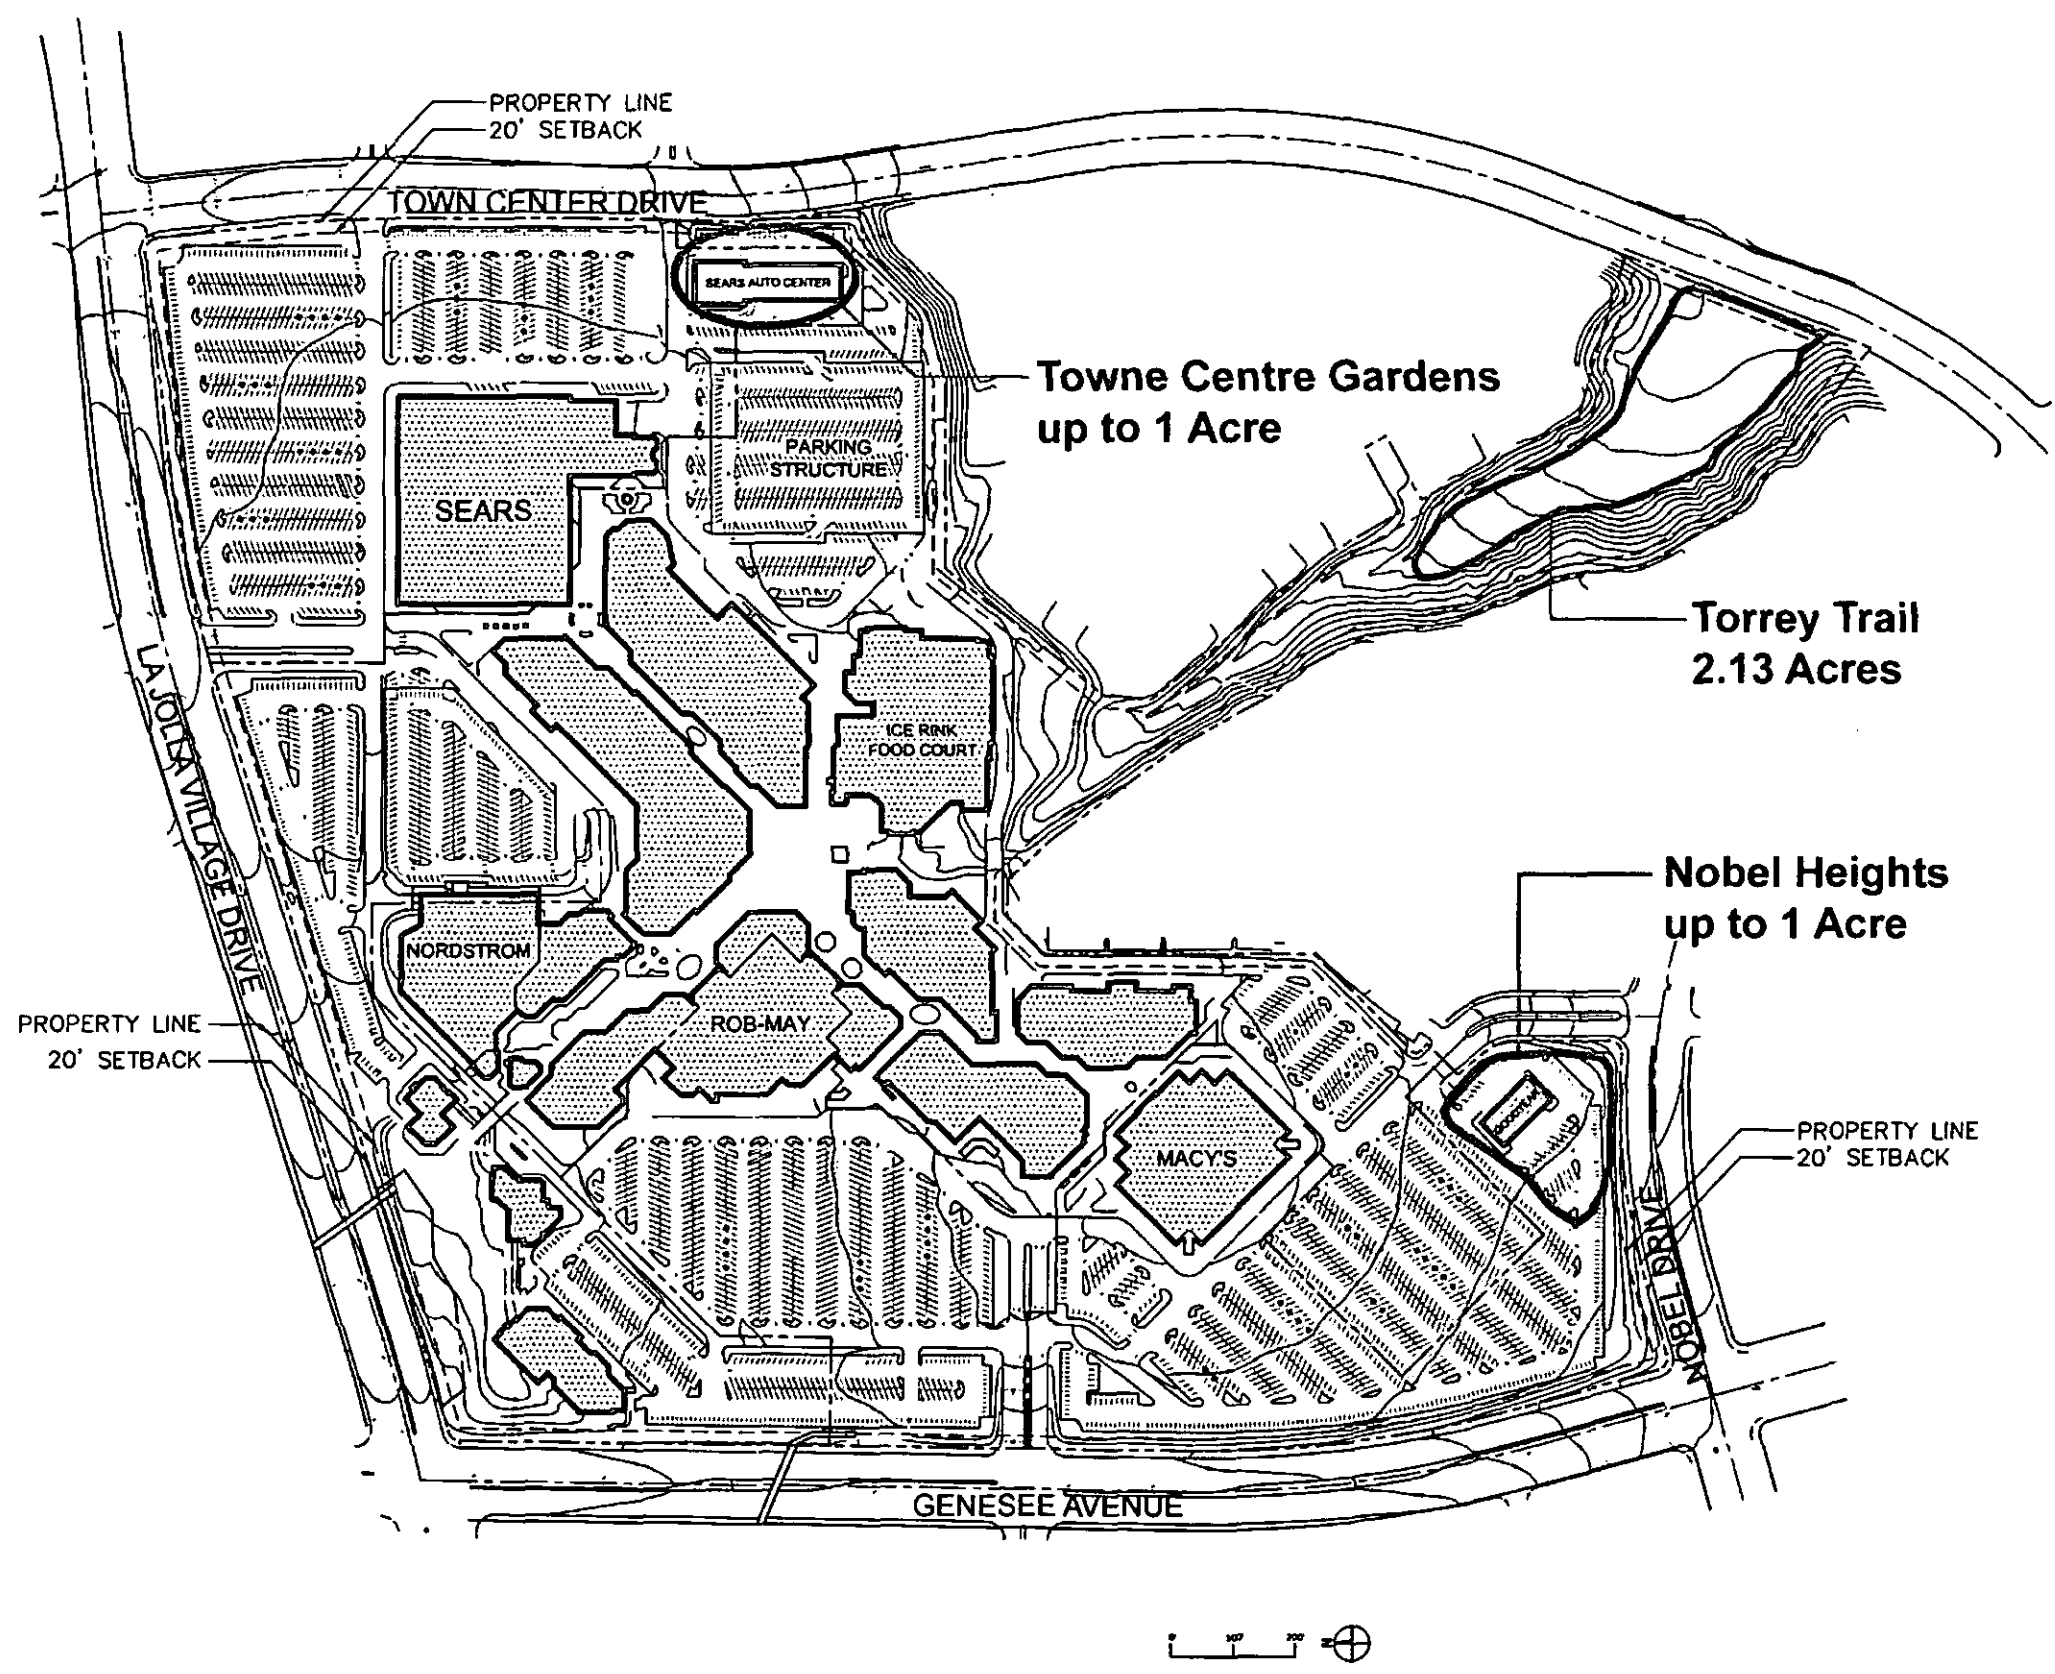 PROPERTY LINE
20' SETBACK
TOWN CENTER DRIVE
SEARS AUTO CENTER
Towne Centre Gardens
up to 1 Acre
PARKING
STRUCTURE
SEARS
Torrey Trail
2.13 Acres
LA JOLLA VILLAGE DRIVE
ICE RINK
FOOD COURT
Nobel Heights
up to 1 Acre
NORDSTROM
ROB-MAY
PROPERTY LINE
20' SETBACK
GOODYEAR
MACY'S
PROPERTY LINE
20' SETBACK
NOBEL DRIVE
GENESEE AVENUE
N